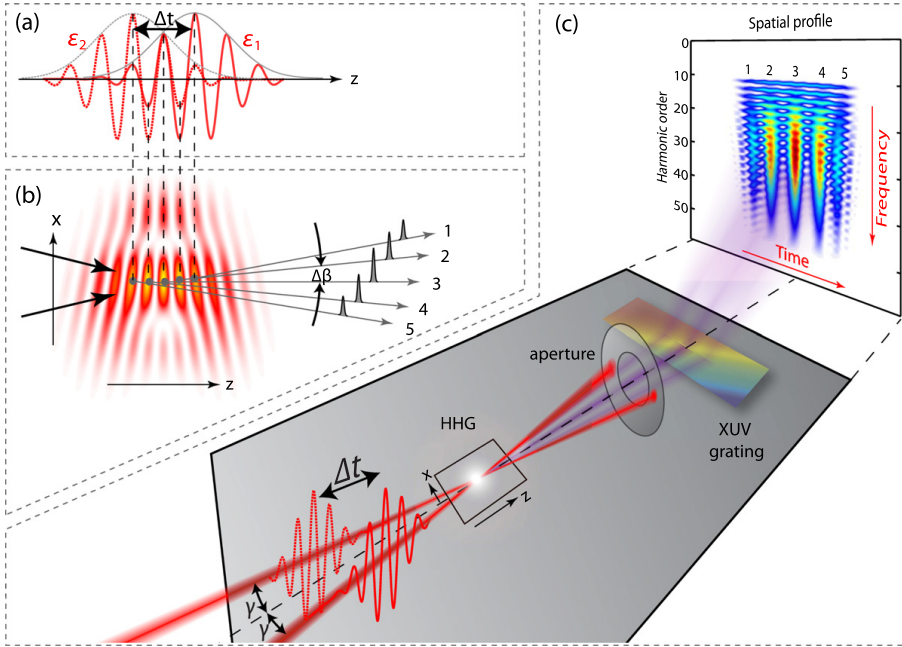 (a)
Δt
ε2
ε1
z
(b)
x
1
2
Δβ
3
4
5
z
(c)
Spatial profile
0
10
20
30
40
50
Harmonic order
1 2 3 4 5
Frequency
Time
aperture
XUV
grating
HHG
x
z
Δt
γ
γ